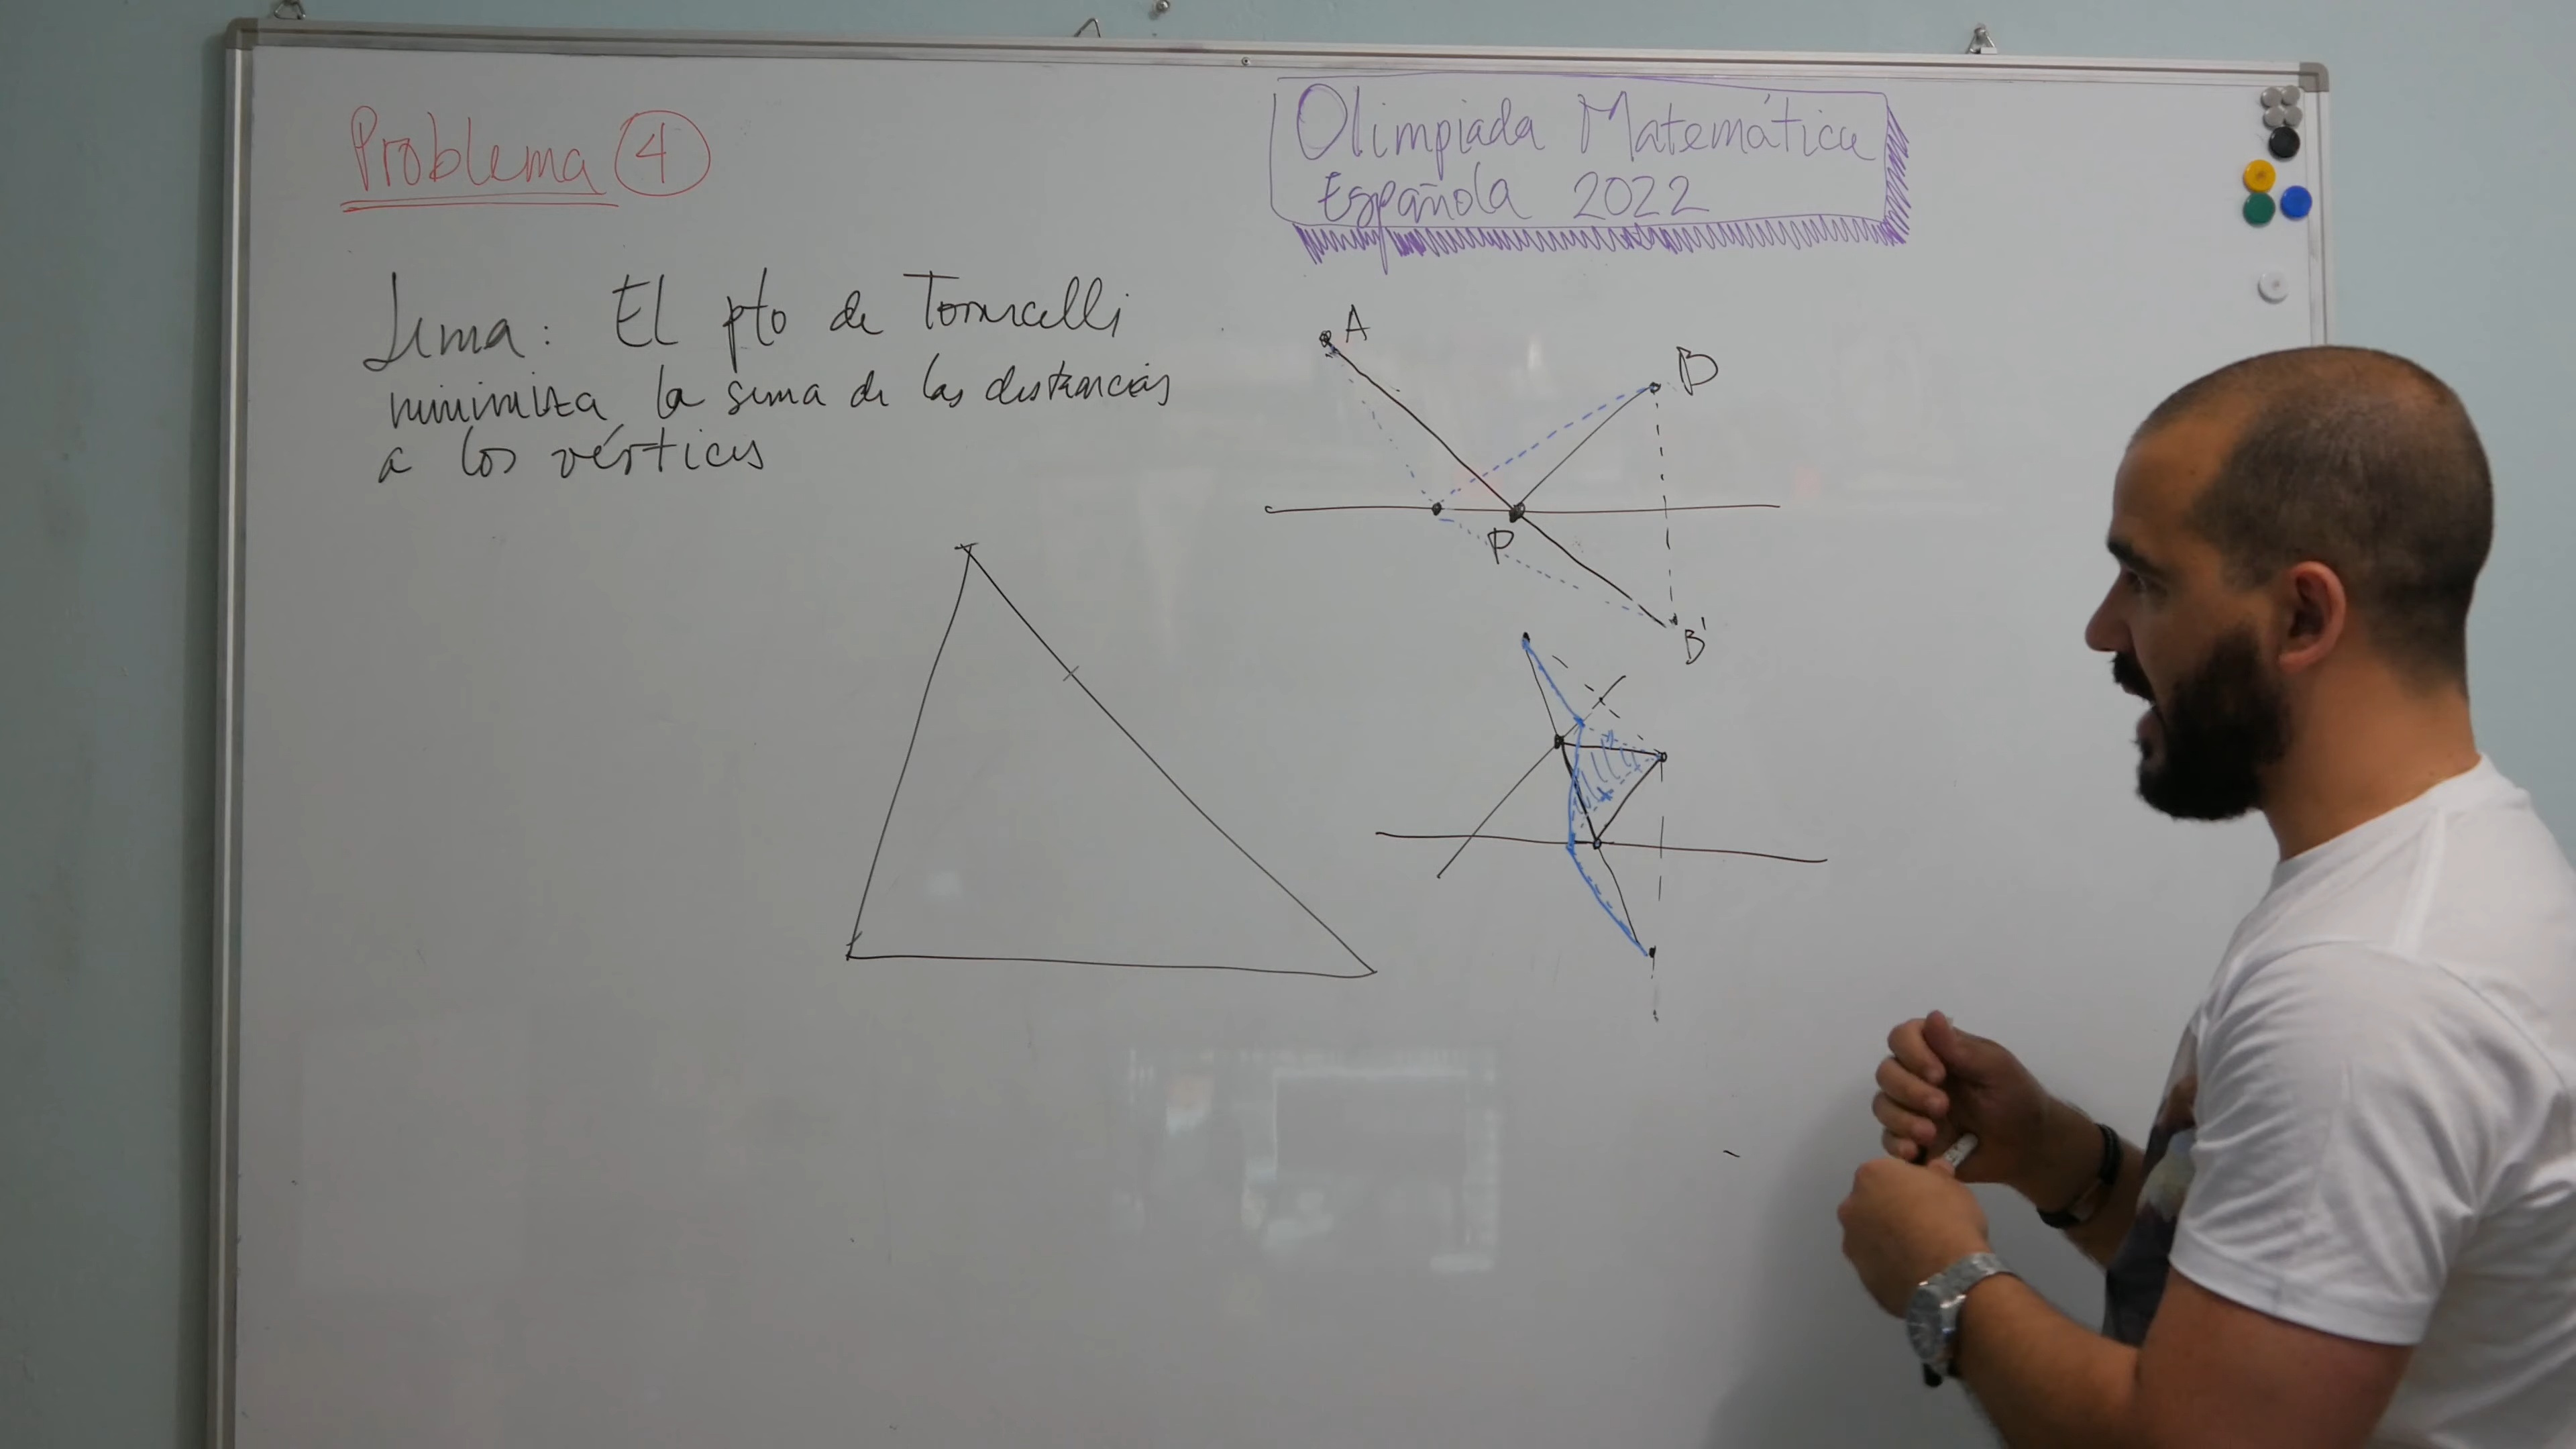 Problema 4
Olimpiada Matemática
Española 2022
Lema: El pto de Torricelli
minimiza la suma de las distancias
a los vértices
A
B
P
B'